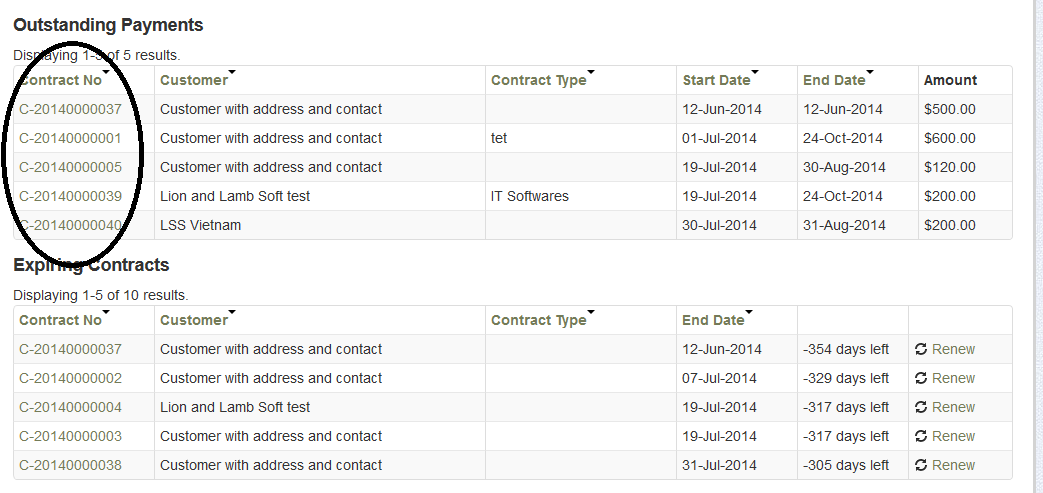 Outstanding Payments
Displaying 1-5 of 5 results.
Contract No Customer Contract Type Start Date End Date Amount
C-20140000037 Customer with address and contact 12-Jun-2014 12-Jun-2014 $500.00
C-20140000001 Customer with address and contact tet 01-Jul-2014 24-Oct-2014 $600.00
C-20140000005 Customer with address and contact 19-Jul-2014 30-Aug-2014 $120.00
C-20140000039 Lion and Lamb Soft test IT Softwares 19-Jul-2014 24-Oct-2014 $200.00
C-20140000040 LSS Vietnam 30-Jul-2014 31-Aug-2014 $200.00
Expiring Contracts
Displaying 1-5 of 10 results.
Contract No Customer Contract Type End Date
C-20140000037 Customer with address and contact 12-Jun-2014 -354 days left Renew
C-20140000002 Customer with address and contact 07-Jul-2014 -329 days left Renew
C-20140000004 Lion and Lamb Soft test 19-Jul-2014 -317 days left Renew
C-20140000003 Customer with address and contact 19-Jul-2014 -317 days left Renew
C-20140000038 Customer with address and contact 31-Jul-2014 -305 days left Renew